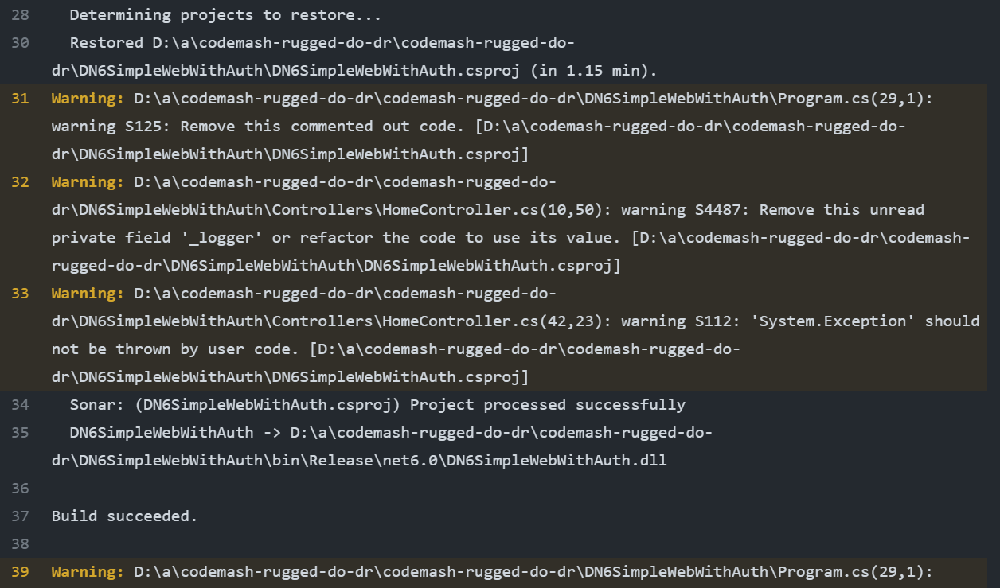 28 Determining projects to restore...
30 Restored D:\a\codemash-rugged-do-dr\codemash-rugged-do-
dr\DN6SimpleWebWithAuth\DN6SimpleWebWithAuth.csproj (in 1.15 min).
31 Warning: D:\a\codemash-rugged-do-dr\codemash-rugged-do-dr\DN6SimpleWebWithAuth\Program.cs(29,1):
warning S125: Remove this commented out code. [D:\a\codemash-rugged-do-dr\codemash-rugged-do-
dr\DN6SimpleWebWithAuth\DN6SimpleWebWithAuth.csproj]
32 Warning: D:\a\codemash-rugged-do-dr\codemash-rugged-do-
dr\DN6SimpleWebWithAuth\Controllers\HomeController.cs(10,50): warning S4487: Remove this unread
private field '_logger' or refactor the code to use its value. [D:\a\codemash-rugged-do-dr\codemash-
rugged-do-dr\DN6SimpleWebWithAuth\DN6SimpleWebWithAuth.csproj]
33 Warning: D:\a\codemash-rugged-do-dr\codemash-rugged-do-
dr\DN6SimpleWebWithAuth\Controllers\HomeController.cs(42,23): warning S112: 'System.Exception' should
not be thrown by user code. [D:\a\codemash-rugged-do-dr\codemash-rugged-do-
dr\DN6SimpleWebWithAuth\DN6SimpleWebWithAuth.csproj]
34 Sonar: (DN6SimpleWebWithAuth.csproj) Project processed successfully
35 DN6SimpleWebWithAuth -> D:\a\codemash-rugged-do-dr\codemash-rugged-do-
dr\DN6SimpleWebWithAuth\bin\Release\net6.0\DN6SimpleWebWithAuth.dll
36
37 Build succeeded.
38
39 Warning: D:\a\codemash-rugged-do-dr\codemash-rugged-do-dr\DN6SimpleWebWithAuth\Program.cs(29,1):